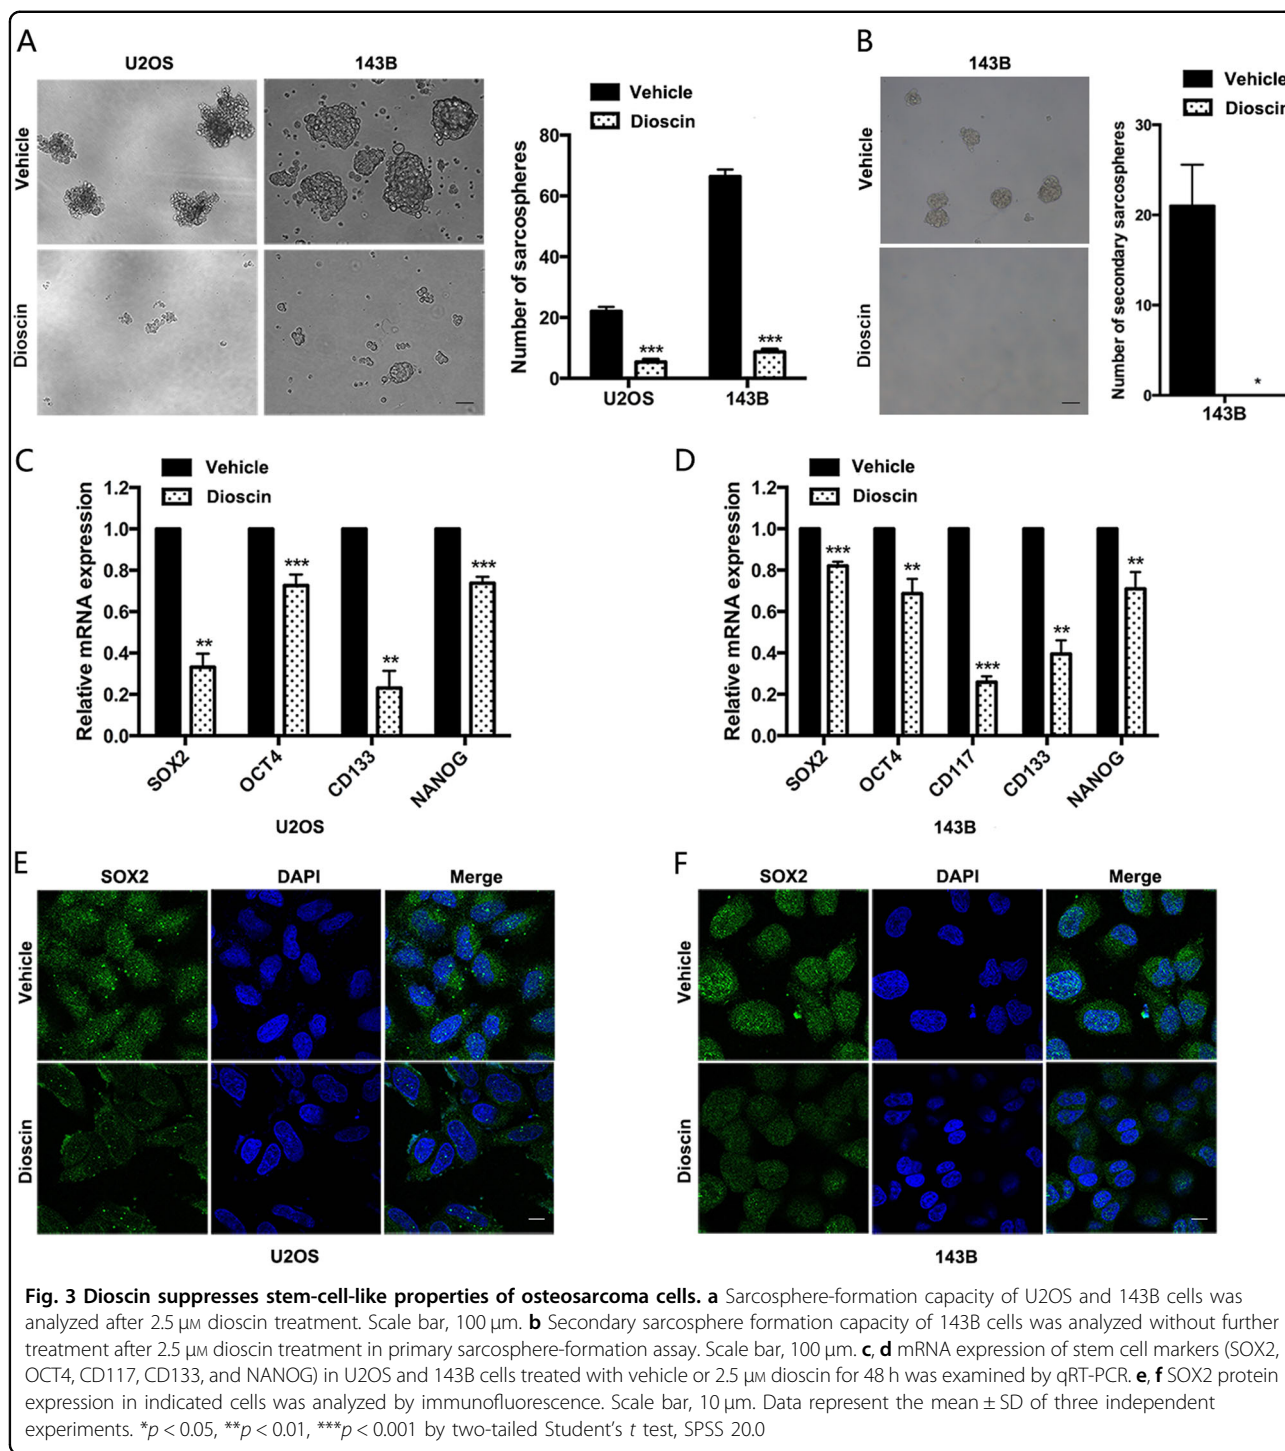 A
U2OS
143B
Vehicle
Dioscin
Vehicle
Dioscin
Number of sarcospheres
80
60
40
20
0
***
***
U2OS
143B
B
143B
Vehicle
Dioscin
Vehicle
Dioscin
Number of secondary sarcospheres
30
20
10
0
*
143B
C
Vehicle
Dioscin
Relative mRNA expression
1.2
1.0
0.8
0.6
0.4
0.2
0.0
**
***
**
***
SOX2
OCT4
CD133
NANOG
U2OS
D
Vehicle
Dioscin
Relative mRNA expression
1.2
1.0
0.8
0.6
0.4
0.2
0.0
***
**
***
**
**
SOX2
OCT4
CD117
CD133
NANOG
143B
E
SOX2
DAPI
Merge
Vehicle
Dioscin
U2OS
F
SOX2
DAPI
Merge
Vehicle
Dioscin
143B
Fig. 3 Dioscin suppresses stem-cell-like properties of osteosarcoma cells. a Sarcosphere-formation capacity of U2OS and 143B cells was
analyzed after 2.5 μM dioscin treatment. Scale bar, 100 μm. b Secondary sarcosphere formation capacity of 143B cells was analyzed without further
treatment after 2.5 μM dioscin treatment in primary sarcosphere-formation assay. Scale bar, 100 μm. c, d mRNA expression of stem cell markers (SOX2,
OCT4, CD117, CD133, and NANOG) in U2OS and 143B cells treated with vehicle or 2.5 μM dioscin for 48 h was examined by qRT-PCR. e, f SOX2 protein
expression in indicated cells was analyzed by immunofluorescence. Scale bar, 10 μm. Data represent the mean ± SD of three independent
experiments. *p < 0.05, **p < 0.01, ***p < 0.001 by two-tailed Student's t test, SPSS 20.0